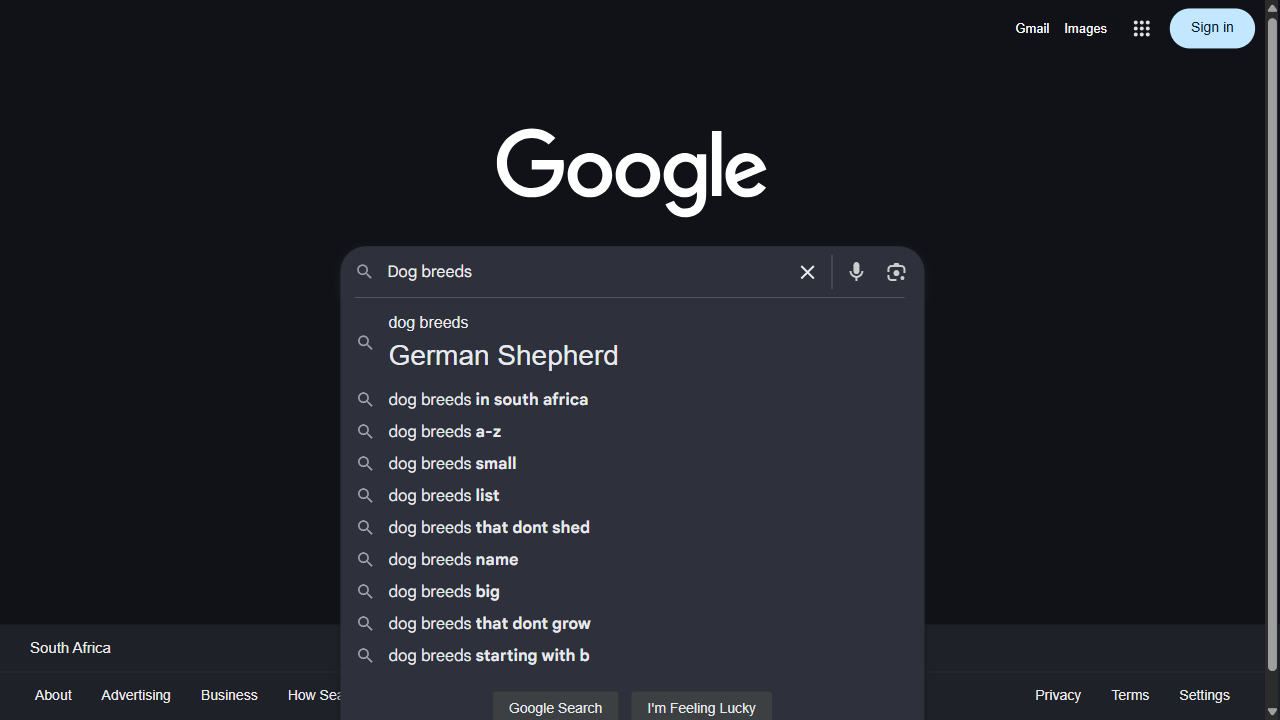 Gmail Images Sign in
Google
Dog breeds
dog breeds
German Shepherd
dog breeds in south africa
dog breeds a-z
dog breeds small
dog breeds list
dog breeds that dont shed
dog breeds name
dog breeds big
dog breeds that dont grow
dog breeds starting with b
South Africa
About Advertising Business How Sea
Google Search I'm Feeling Lucky
Privacy Terms Settings